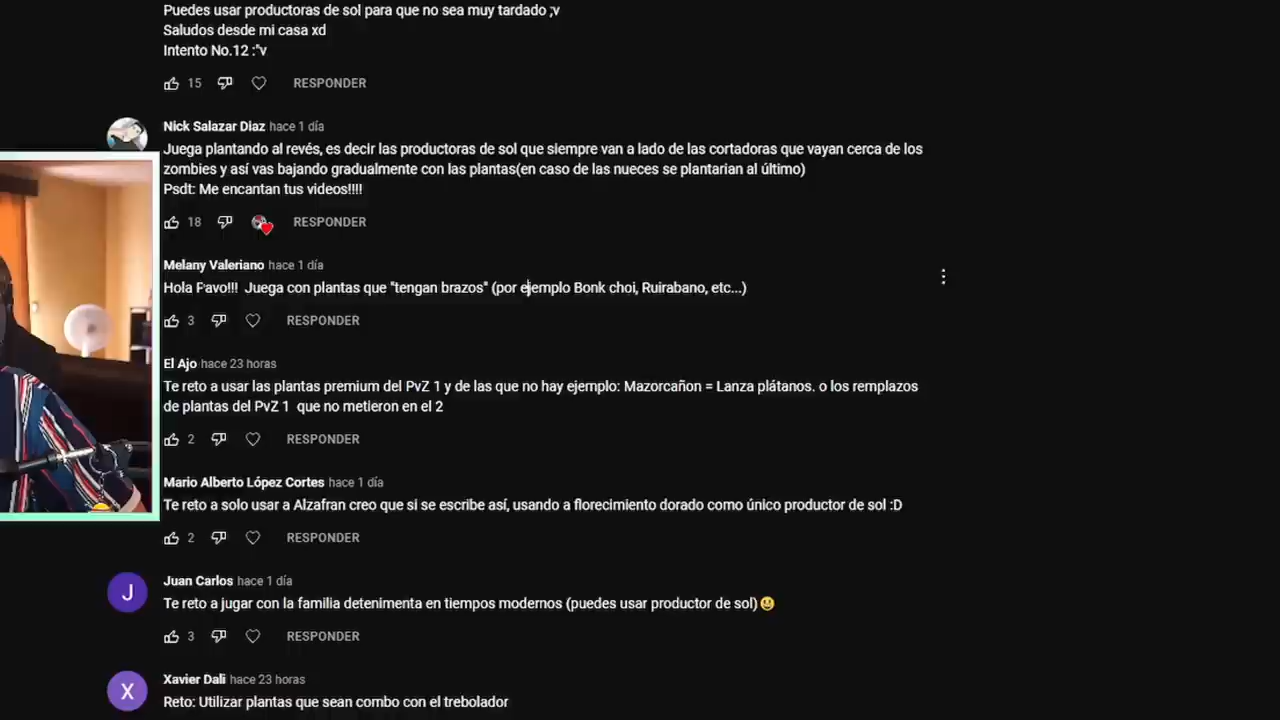 Puedes usar productoras de sol para que no sea muy tardado ;v
Saludos desde mi casa xd
Intento No.12 :"v
15 RESPONDER
Nick Salazar Diaz hace 1 día
Juega plantando al revés, es decir las productoras de sol que siempre van a lado de las cortadoras que vayan cerca de los
zombies y así vas bajando gradualmente con las plantas(en caso de las nueces se plantarian al último)
Psdt: Me encantan tus videos!!!!
18 RESPONDER
Melany Valeriano hace 1 día
Hola Pavo!!! Juega con plantas que "tengan brazos" (por ejemplo Bonk choi, Ruirabano, etc...)
3 RESPONDER
El Ajo hace 23 horas
Te reto a usar las plantas premium del PvZ 1 y de las que no hay ejemplo: Mazorcañon = Lanza plátanos. o los remplazos
de plantas del PvZ 1 que no metieron en el 2
2 RESPONDER
Mario Alberto López Cortes hace 1 día
Te reto a solo usar a Alzafran creo que si se escribe así, usando a florecimiento dorado como único productor de sol :D
2 RESPONDER
J
Juan Carlos hace 1 día
Te reto a jugar con la familia detenimenta en tiempos modernos (puedes usar productor de sol)😃
3 RESPONDER
X
Xavier Dali hace 23 horas
Reto: Utilizar plantas que sean combo con el trebolador